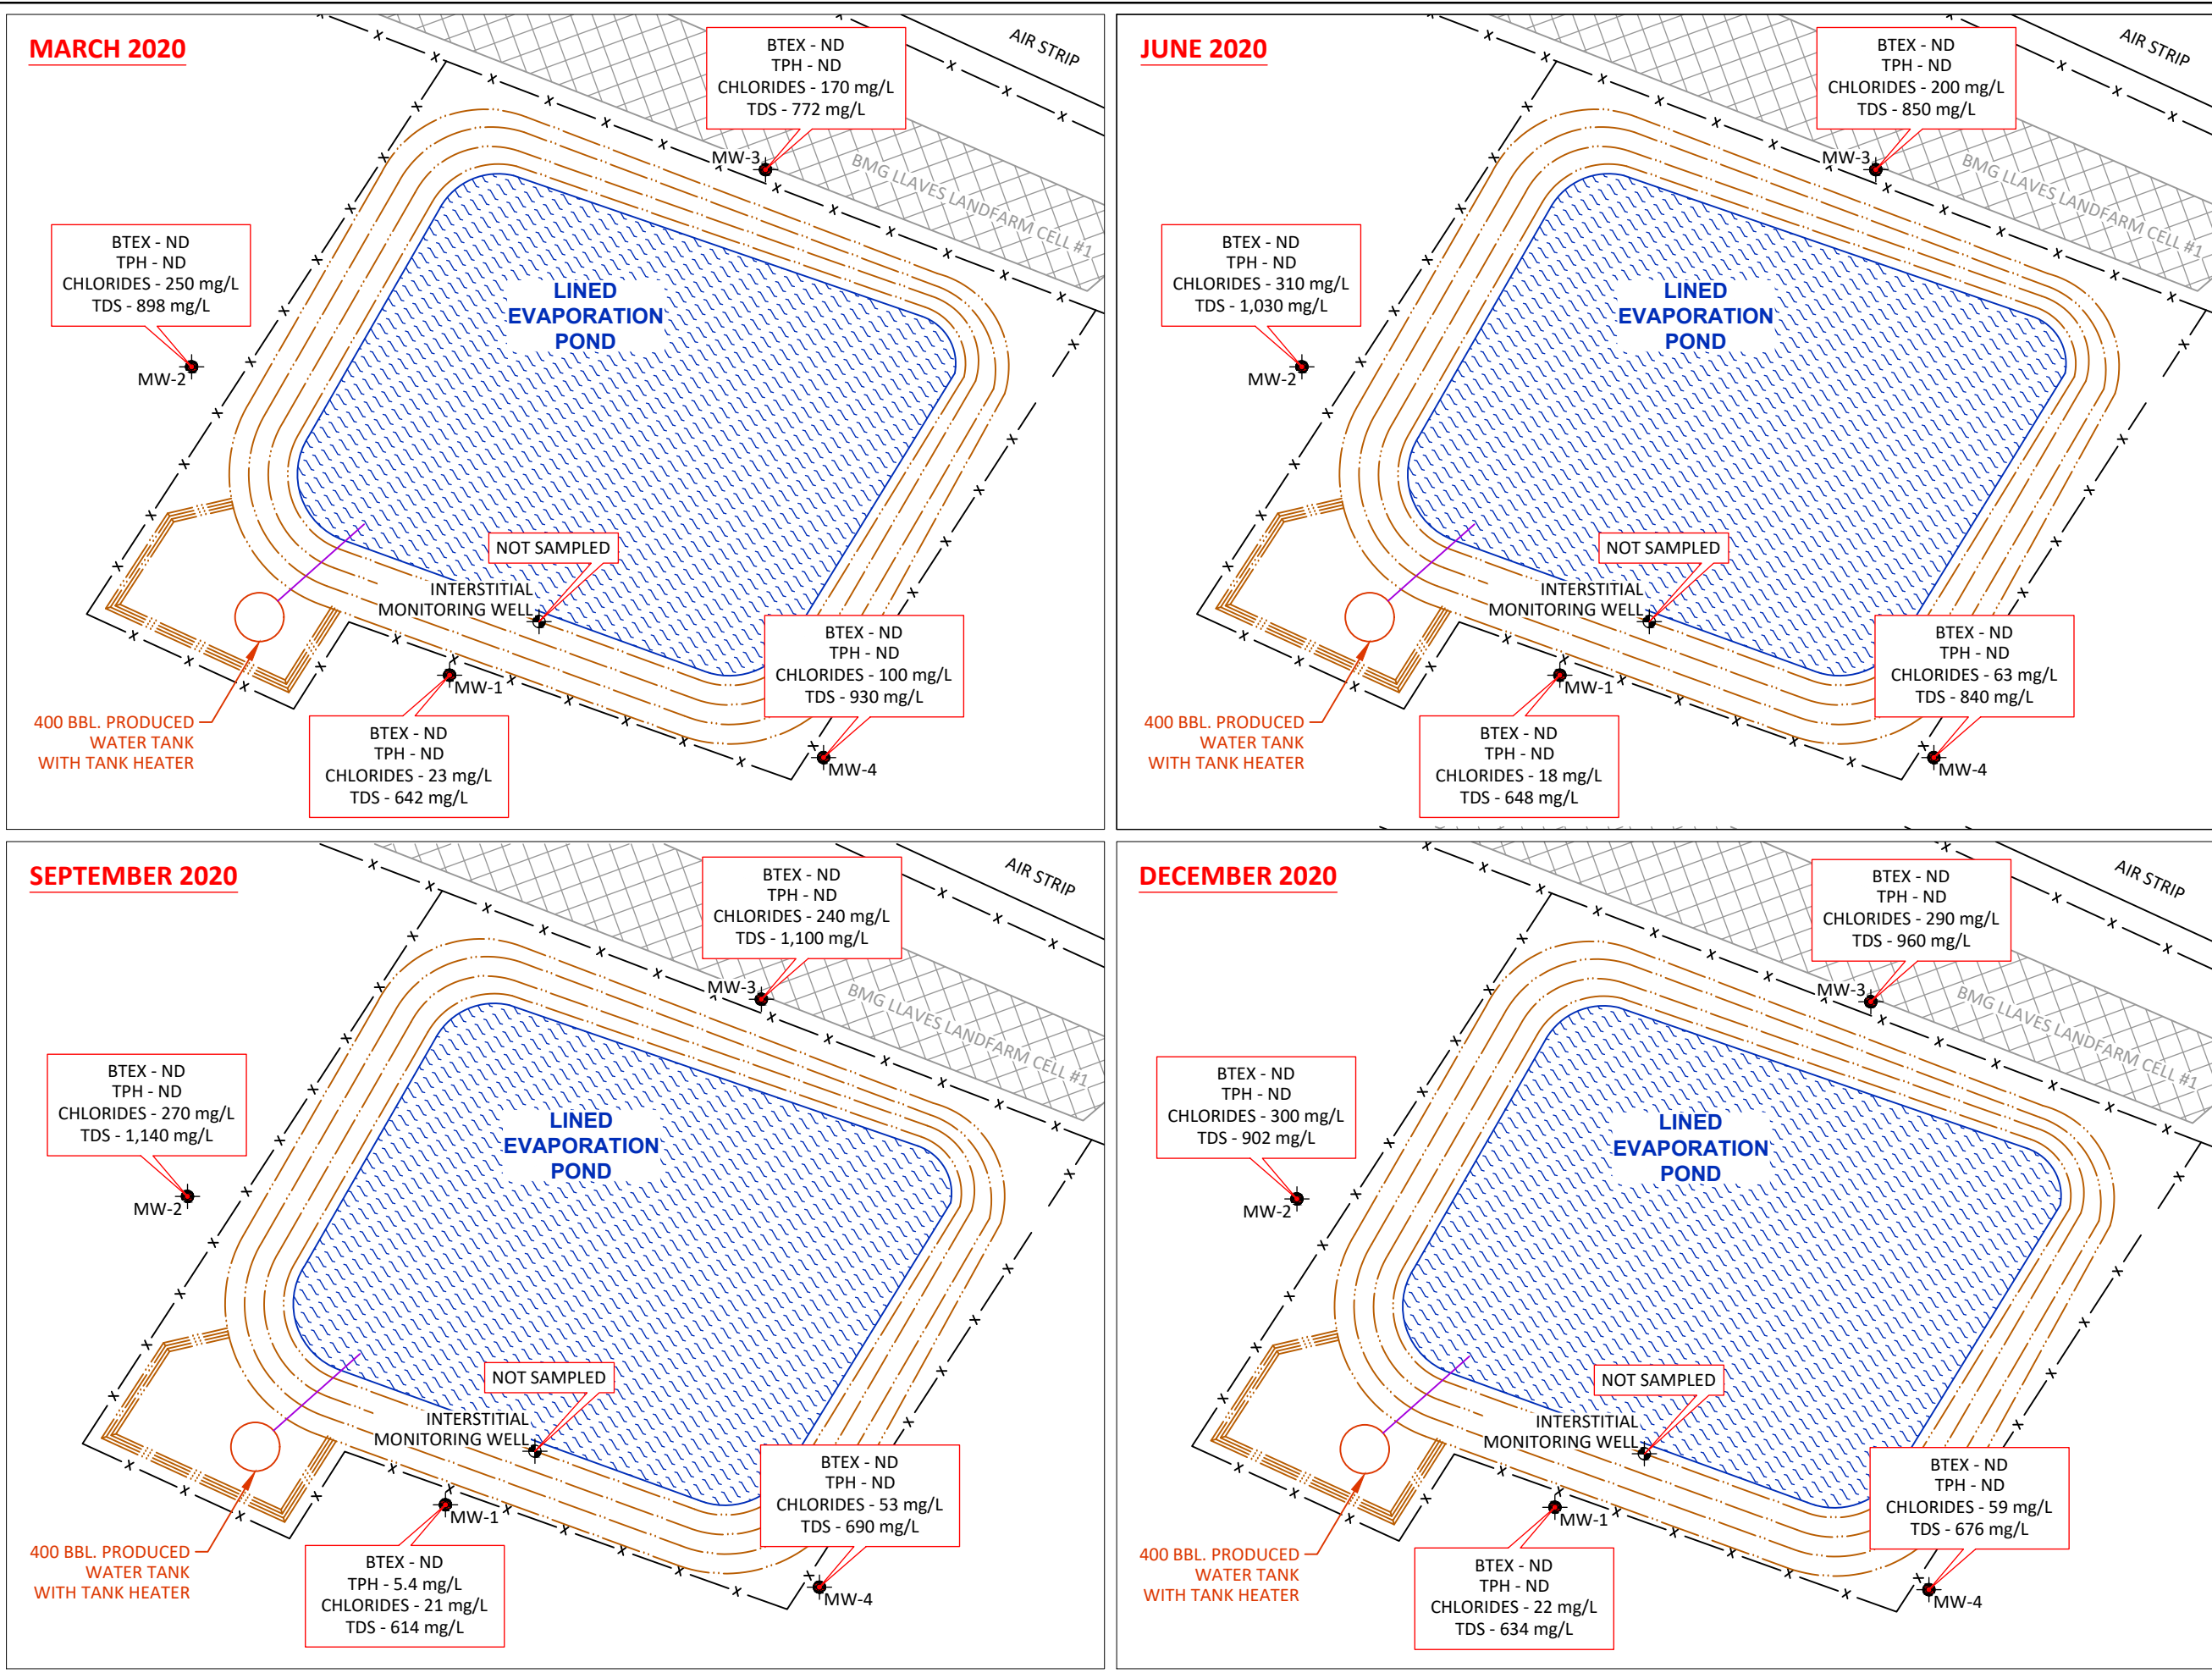 MARCH 2020
AIR STRIP
BTEX - ND
TPH - ND
CHLORIDES - 170 mg/L
TDS - 772 mg/L
MW-3
BMG LLAVES LANDFARM CELL #1
BTEX - ND
TPH - ND
CHLORIDES - 250 mg/L
TDS - 898 mg/L
MW-2
LINED
EVAPORATION
POND
NOT SAMPLED
INTERSTITIAL
MONITORING WELL
BTEX - ND
TPH - ND
CHLORIDES - 100 mg/L
TDS - 930 mg/L
MW-4
MW-1
BTEX - ND
TPH - ND
CHLORIDES - 23 mg/L
TDS - 642 mg/L
400 BBL. PRODUCED
WATER TANK
WITH TANK HEATER
JUNE 2020
AIR STRIP
BTEX - ND
TPH - ND
CHLORIDES - 200 mg/L
TDS - 850 mg/L
MW-3
BMG LLAVES LANDFARM CELL #1
BTEX - ND
TPH - ND
CHLORIDES - 310 mg/L
TDS - 1,030 mg/L
MW-2
LINED
EVAPORATION
POND
NOT SAMPLED
INTERSTITIAL
MONITORING WELL
BTEX - ND
TPH - ND
CHLORIDES - 63 mg/L
TDS - 840 mg/L
MW-4
MW-1
BTEX - ND
TPH - ND
CHLORIDES - 18 mg/L
TDS - 648 mg/L
400 BBL. PRODUCED
WATER TANK
WITH TANK HEATER
SEPTEMBER 2020
AIR STRIP
BTEX - ND
TPH - ND
CHLORIDES - 240 mg/L
TDS - 1,100 mg/L
MW-3
BMG LLAVES LANDFARM CELL #1
BTEX - ND
TPH - ND
CHLORIDES - 270 mg/L
TDS - 1,140 mg/L
MW-2
LINED
EVAPORATION
POND
NOT SAMPLED
INTERSTITIAL
MONITORING WELL
BTEX - ND
TPH - ND
CHLORIDES - 53 mg/L
TDS - 690 mg/L
MW-4
MW-1
BTEX - ND
TPH - 5.4 mg/L
CHLORIDES - 21 mg/L
TDS - 614 mg/L
400 BBL. PRODUCED
WATER TANK
WITH TANK HEATER
DECEMBER 2020
AIR STRIP
BTEX - ND
TPH - ND
CHLORIDES - 290 mg/L
TDS - 960 mg/L
MW-3
BMG LLAVES LANDFARM CELL #1
BTEX - ND
TPH - ND
CHLORIDES - 300 mg/L
TDS - 902 mg/L
MW-2
LINED
EVAPORATION
POND
NOT SAMPLED
INTERSTITIAL
MONITORING WELL
BTEX - ND
TPH - ND
CHLORIDES - 59 mg/L
TDS - 676 mg/L
MW-4
MW-1
BTEX - ND
TPH - ND
CHLORIDES - 22 mg/L
TDS - 634 mg/L
400 BBL. PRODUCED
WATER TANK
WITH TANK HEATER